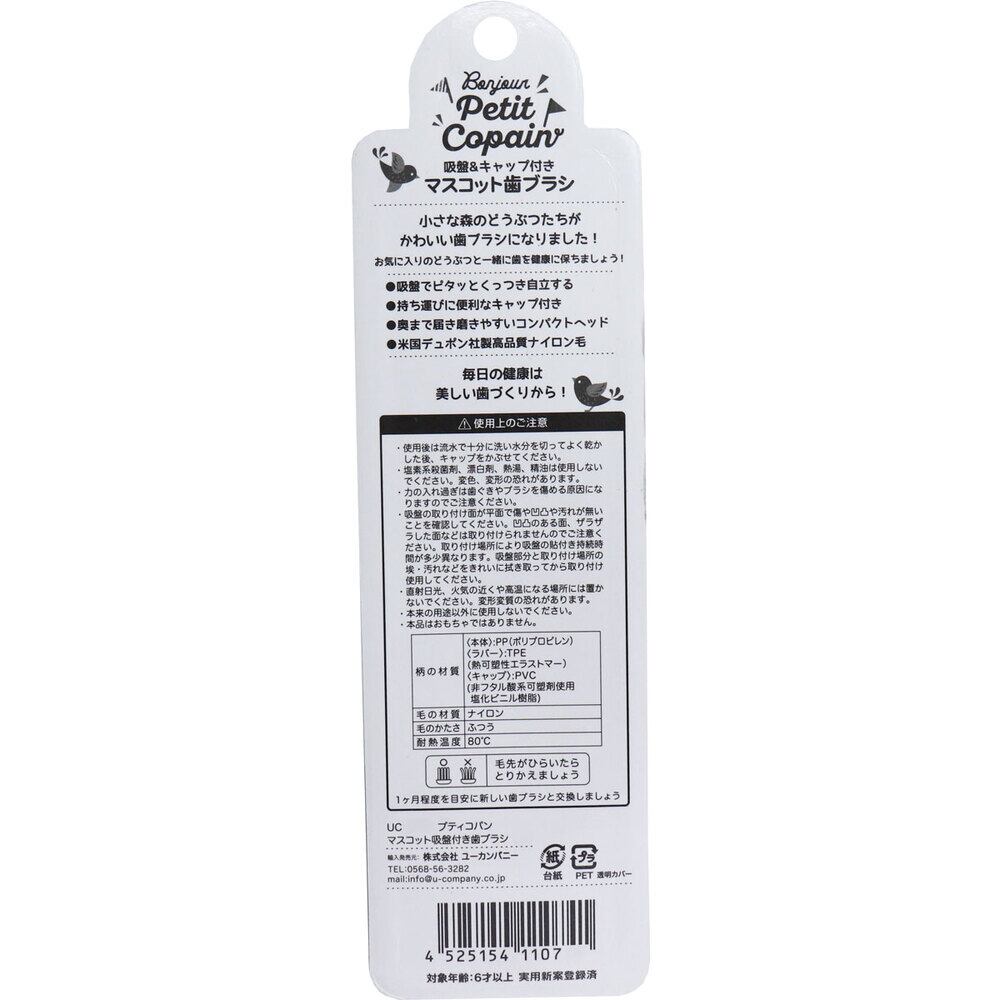 Bonjour
Petit
Copain
吸盤&キャップ付き
マスコット歯ブラシ
小さな森のどうぶつたちが
かわいい歯ブラシになりました!
お気に入りのどうぶつと一緒に歯を健康に保ちましょう!
●吸盤でピタッとくっつき自立する
●持ち運びに便利なキャップ付き
●奥まで届き磨きやすいコンパクトヘッド
●米国デュポン社製高品質ナイロン毛
毎日の健康は
美しい歯づくりから!
⚠使用上のご注意
・使用後は流水で十分に洗い水分を切ってよく乾か
した後、キャップをかぶせてください。
・塩素系殺菌剤、漂白剤、熱湯、精油は使用しない
でください。変色、変形の恐れがあります。
・力の入れ過ぎは歯ぐきやブラシを傷める原因にな
りますのでご注意ください。
・吸盤の取り付け面が平面で傷や凹凸や汚れが無い
ことを確認してください。凹凸のある面、ザラザ
ラした面などは取り付けられませんのでご注意く
ださい。取り付け場所により吸盤の貼付き持続時
間が多少異なります。吸盤部分と取り付け場所の
埃・汚れなどをきれいに拭き取ってから取り付け
使用してください。
・直射日光、火気の近くや高温になる場所には置か
ないでください。変形変質の恐れがあります。
・本来の用途以外に使用しないでください。
・本品はおもちゃではありません。
柄の材質
〈本体〉:PP(ポリプロピレン)
〈ラバー〉:TPE
(熱可塑性エラストマー)
〈キャップ〉:PVC
(非フタル酸系可塑剤使用
塩化ビニル樹脂)
毛の材質 ナイロン
毛のかたさ ふつう
耐熱温度 80℃
毛先がひらいたら
とりかえましょう
1ヶ月程度を目安に新しい歯ブラシと交換しましょう
UC プティコパン
マスコット吸盤付き歯ブラシ
輸入発売元: 株式会社 ユーカンパニー
TEL:0568-56-3282
mail:info@u-company.co.jp
紙
台紙
プラ
PET 透明カバー
4 525154 1107
対象年齢:6才以上 実用新案登録済